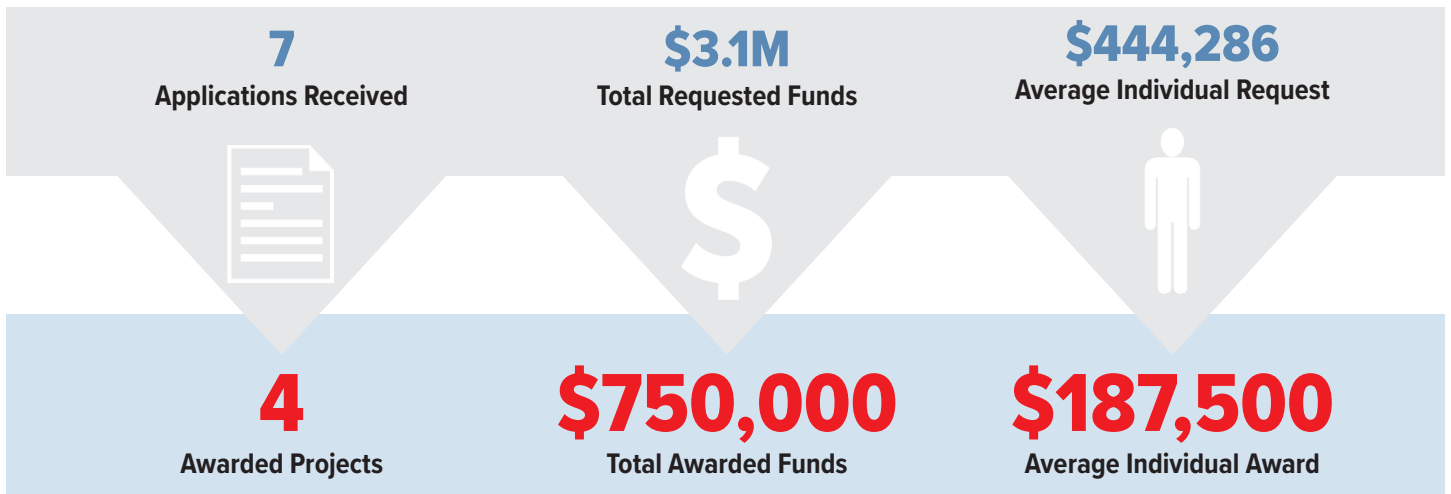 7
Applications Received
$3.1M
Total Requested Funds
$444,286
Average Individual Request
$
4
Awarded Projects
$750,000
Total Awarded Funds
$187,500
Average Individual Award